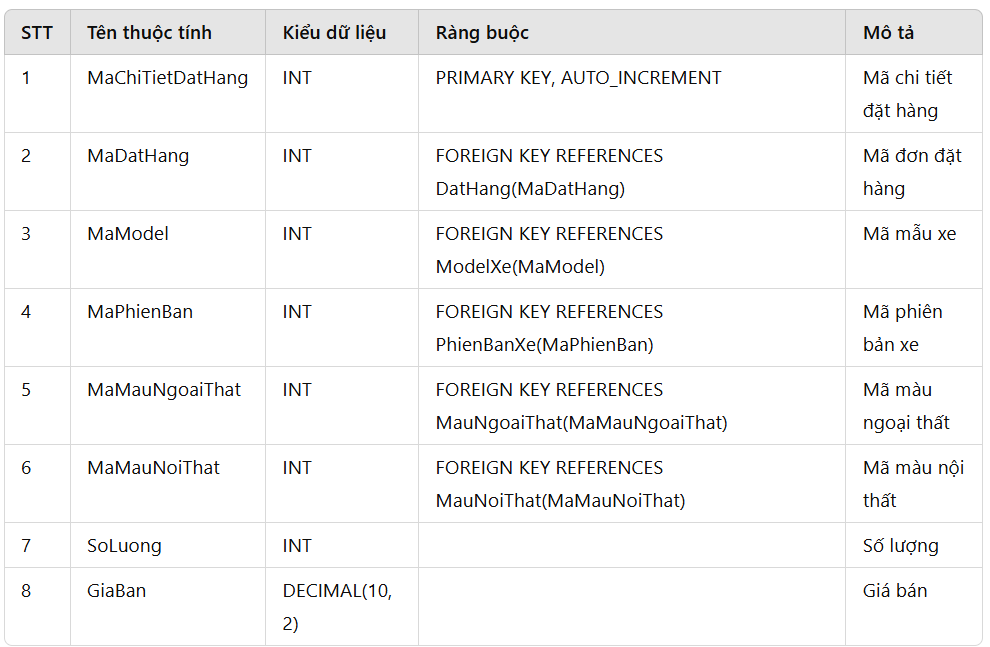 STT Tên thuộc tính Kiểu dữ liệu Ràng buộc Mô tả
1 MaChiTietDatHang INT PRIMARY KEY, AUTO_INCREMENT Mã chi tiết
đặt hàng
2 MaDatHang INT FOREIGN KEY REFERENCES Mã đơn đặt
DatHang(MaDatHang) hàng
3 MaModel INT FOREIGN KEY REFERENCES Mã mẫu xe
ModelXe(MaModel)
4 MaPhienBan INT FOREIGN KEY REFERENCES Mã phiên
PhienBanXe(MaPhienBan) bản xe
5 MaMauNgoaiThat INT FOREIGN KEY REFERENCES Mã màu
MauNgoaiThat(MaMauNgoaiThat) ngoại thất
6 MaMauNoiThat INT FOREIGN KEY REFERENCES Mã màu nội
MauNoiThat(MaMauNoiThat) thất
7 SoLuong INT Số lượng
8 GiaBan DECIMAL(10, Giá bán
2)